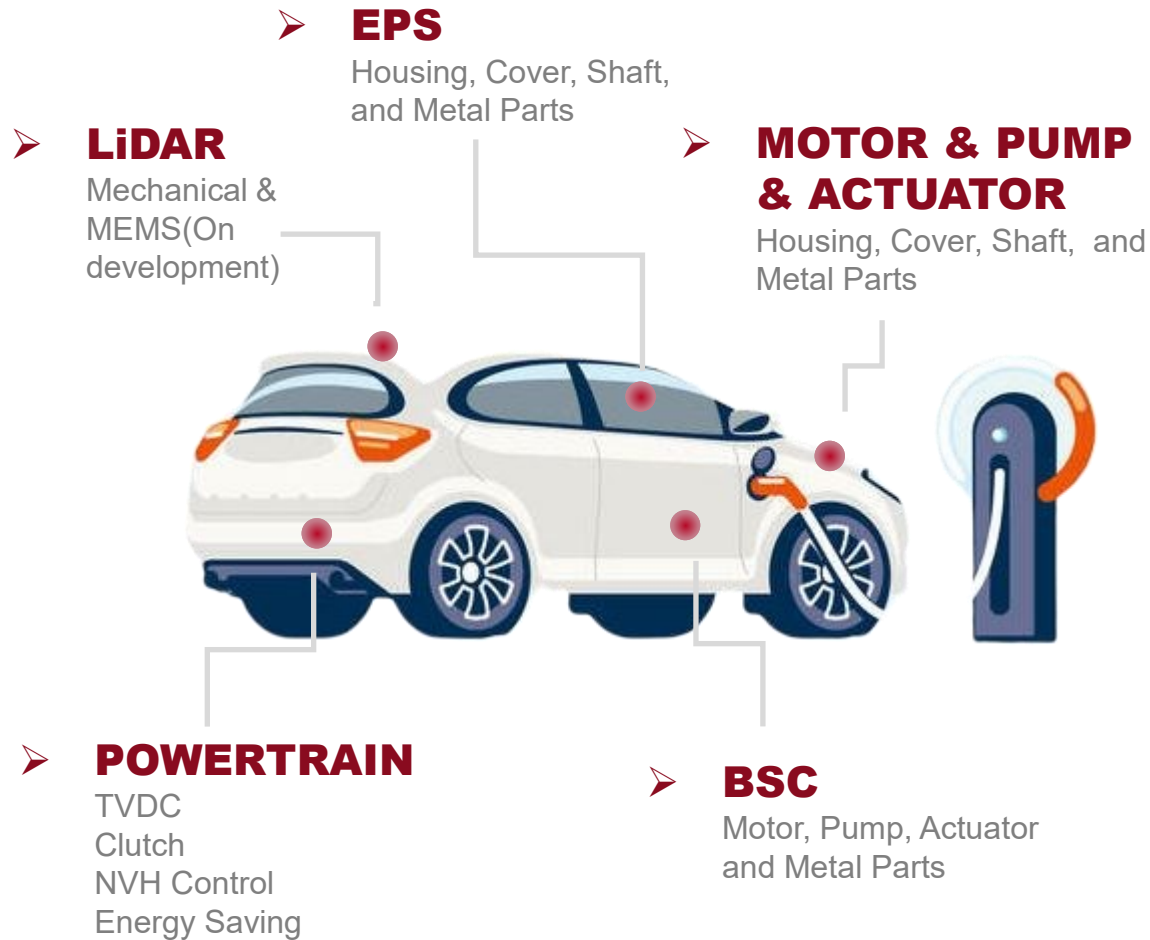 EPS
Housing, Cover, Shaft,
and Metal Parts
LiDAR
Mechanical &
MEMS(On
development)
MOTOR & PUMP
& ACTUATOR
Housing, Cover, Shaft,  and
Metal Parts
POWERTRAIN
TVDC
Clutch
NVH Control
Energy Saving
BSC
Motor, Pump, Actuator
and Metal Parts